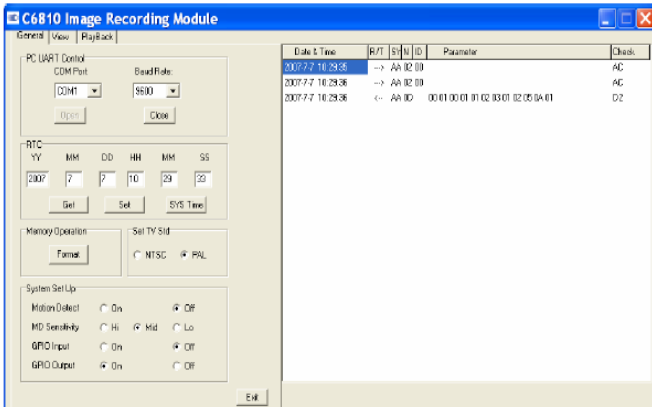 C6810 Image Recording Module
General View PlayBack
PC UART Control
COM Port Baud Rate:
COM1 9600
Open Close
RTC
YY MM DD HH MM SS
2007 7 7 10 29 33
Get Set SYS Time
Memory Operation Set TV Std
Format NTSC PAL
System Set Up
Motion Detect On Off
MD Sensitivity Hi Mid Lo
GPIO Input On Off
GPIO Output On Off
Exit
Date & Time R/T SY N ID Parameter Check
2007-7-7 10:29:35 --> AA 02 00 AC
2007-7-7 10:29:36 --> AA 02 00 AC
2007-7-7 10:29:36 <-- AA 0D 00 01 00 01 01 02 03 01 02 05 0A 01 D2